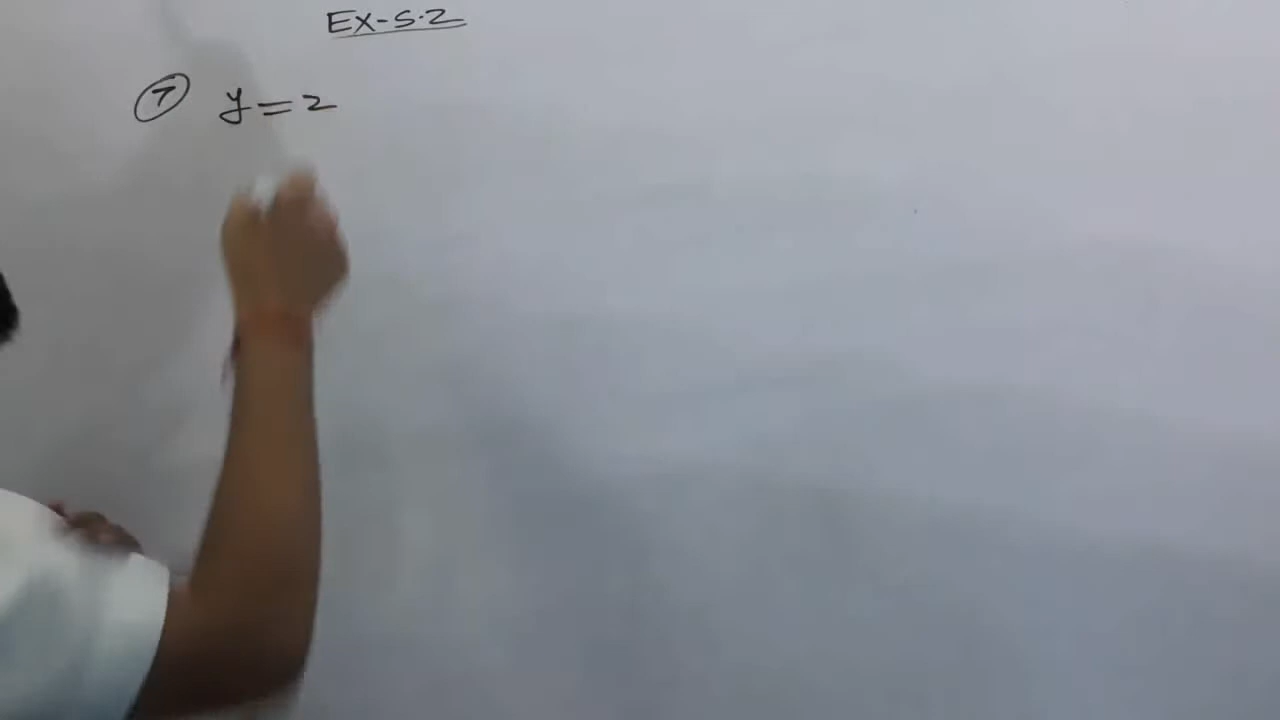 Ex-5.2
⑦ y = 2